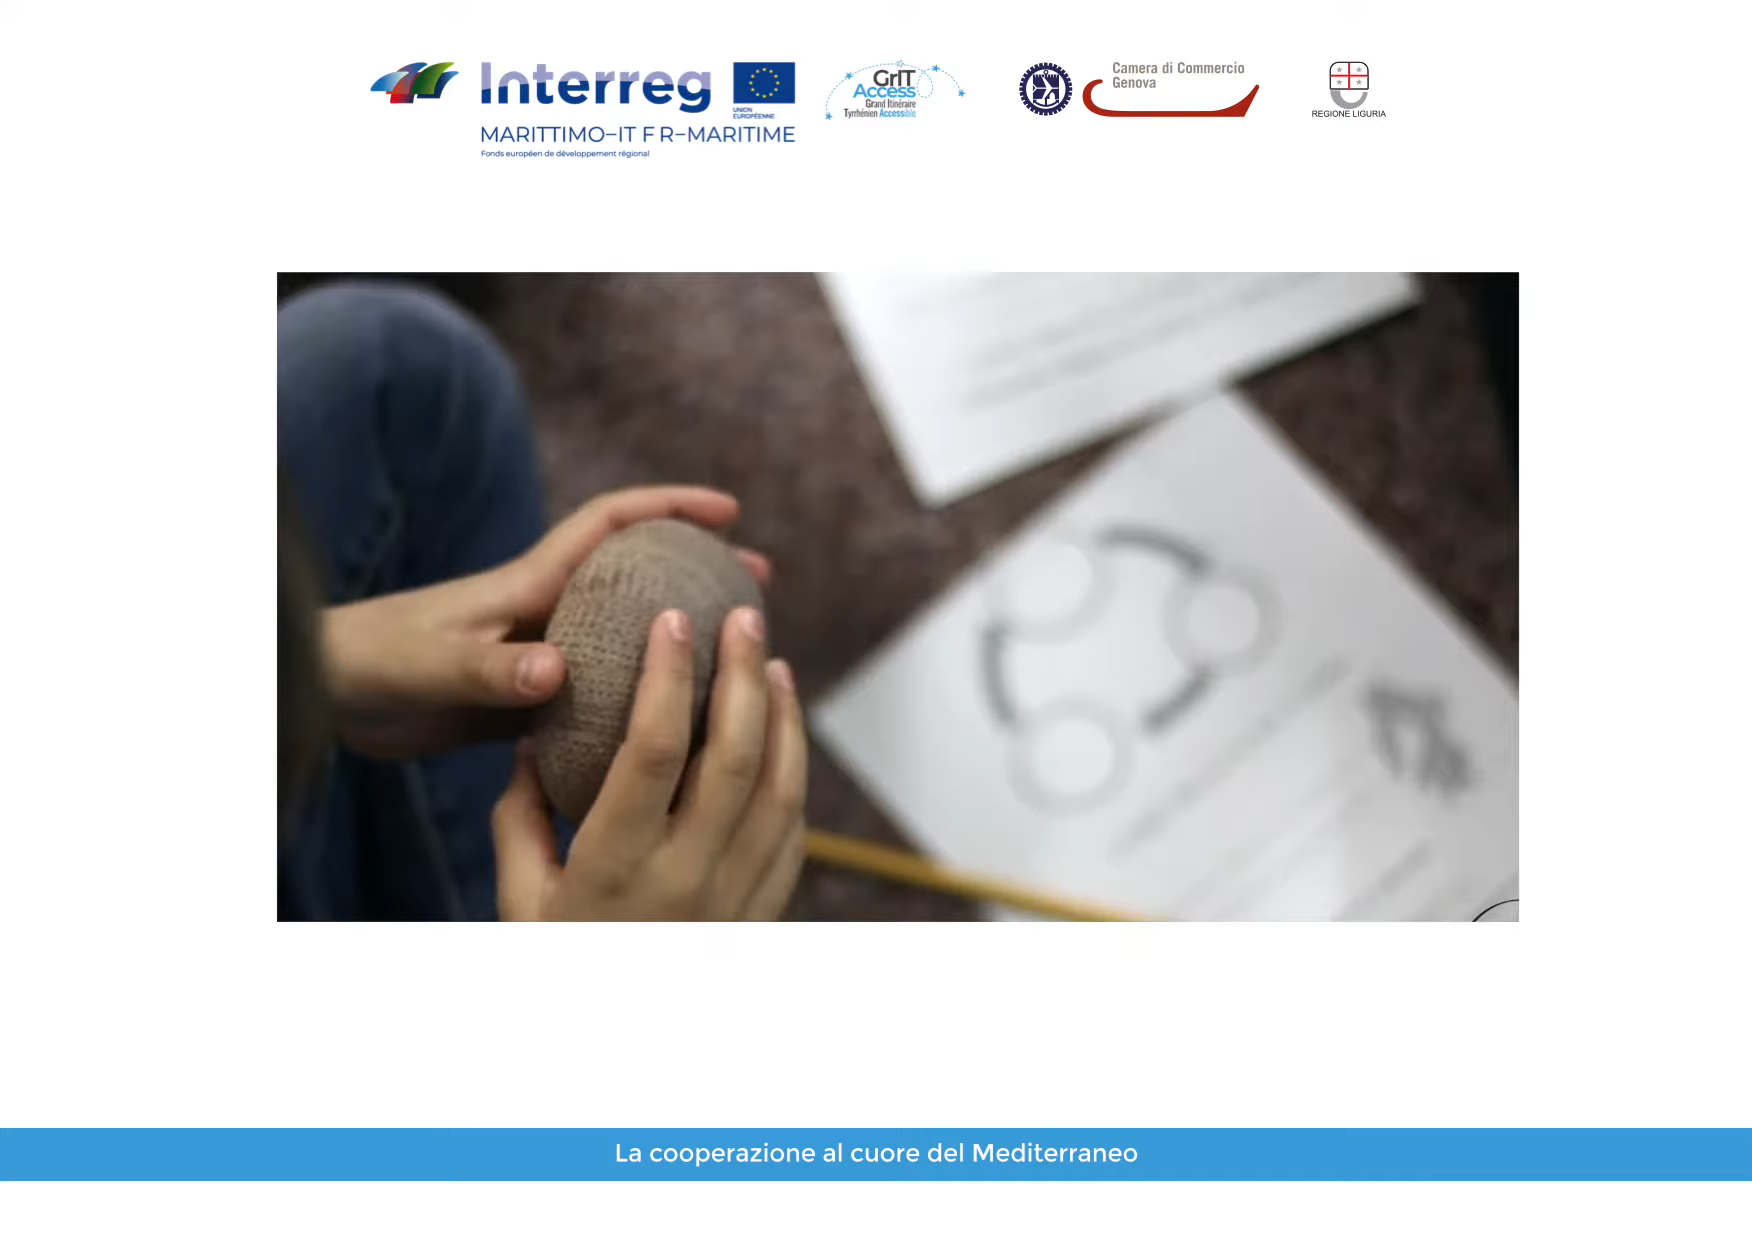 Interreg
UNION
EUROPÉENNE
MARITTIMO-IT FR-MARITIME
Fonds européen de développement régional
GrIT
Access
Grand Itinéraire
Tyrrhénien Accessible
Camera di Commercio
Genova
REGIONE LIGURIA
La cooperazione al cuore del Mediterraneo